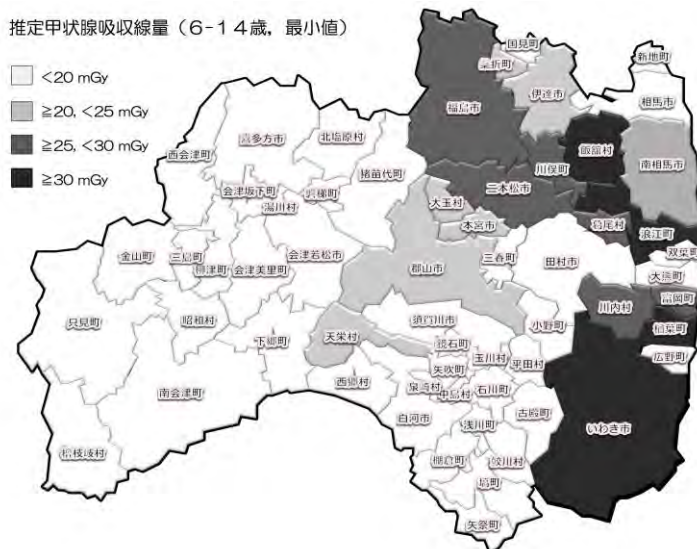 推定甲状腺吸収線量（6-14歳，最小値）
<20 mGy
≧20, <25 mGy
≧25, <30 mGy
≧30 mGy
国見町
桑折町
新地町
伊達市
相馬市
福島市
飯舘村
南相馬市
川俣町
喜多方市
北塩原村
西会津町
猪苗代町
会津坂下町
磐梯町
湯川村
二本松市
大玉村
本宮市
葛尾村
浪江町
双葉町
大熊町
金山町
三島町
柳津町
会津美里町
会津若松市
郡山市
三春町
田村市
富岡町
川内村
楢葉町
只見町
昭和村
下郷町
天栄村
須賀川市
小野町
広野町
鏡石町
玉川村
平田村
矢吹町
西郷村
泉崎村
中島村
石川町
南会津町
白河市
古殿町
浅川町
いわき市
檜枝岐村
棚倉町
鮫川村
塙町
矢祭町